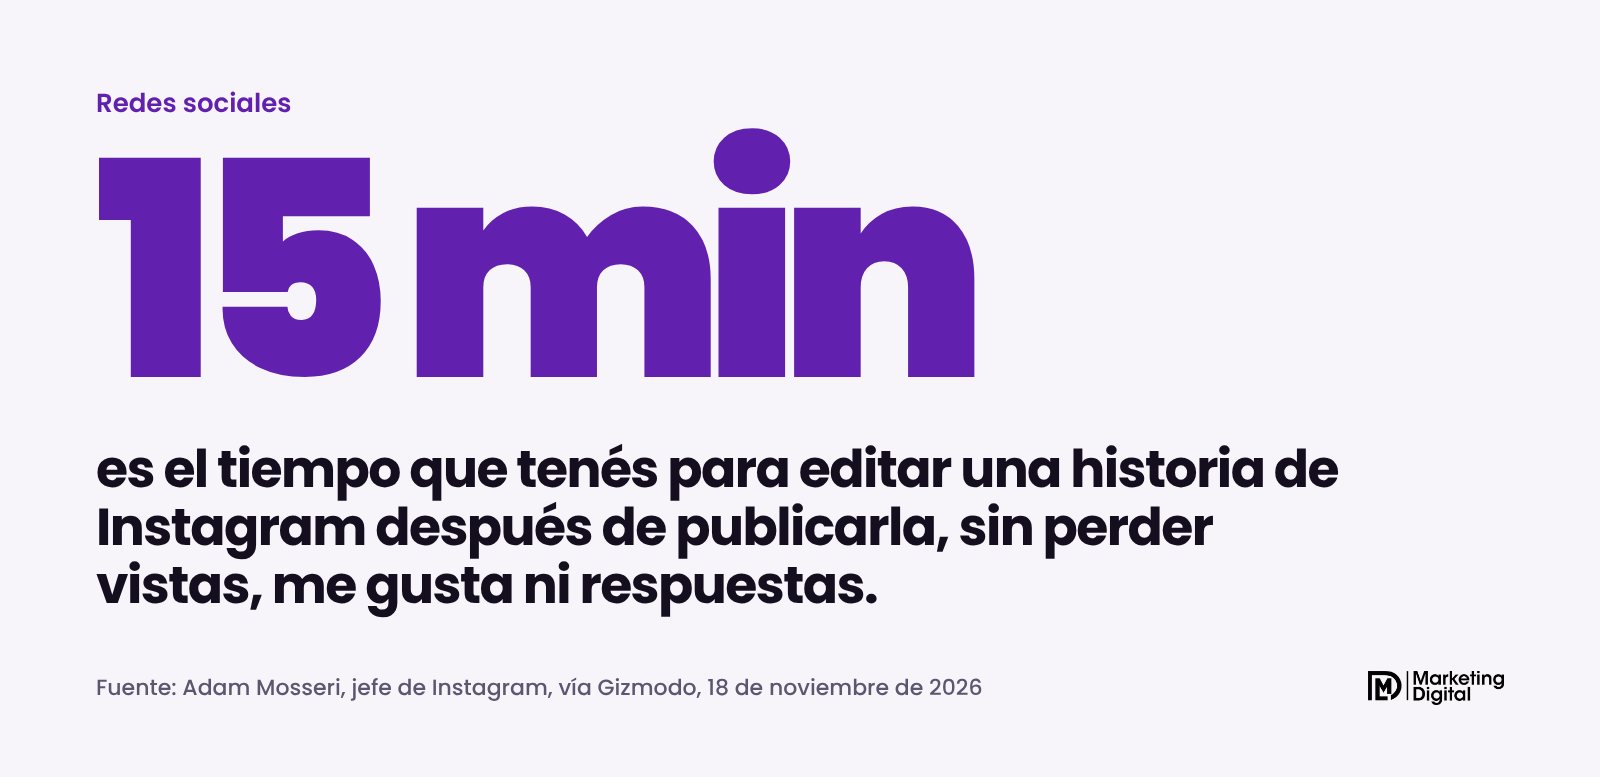 Redes sociales
15 min
es el tiempo que tenés para editar una historia de
Instagram después de publicarla, sin perder
vistas, me gusta ni respuestas.
Fuente: Adam Mosseri, jefe de Instagram, vía Gizmodo, 18 de noviembre de 2026
DM
Marketing
Digital